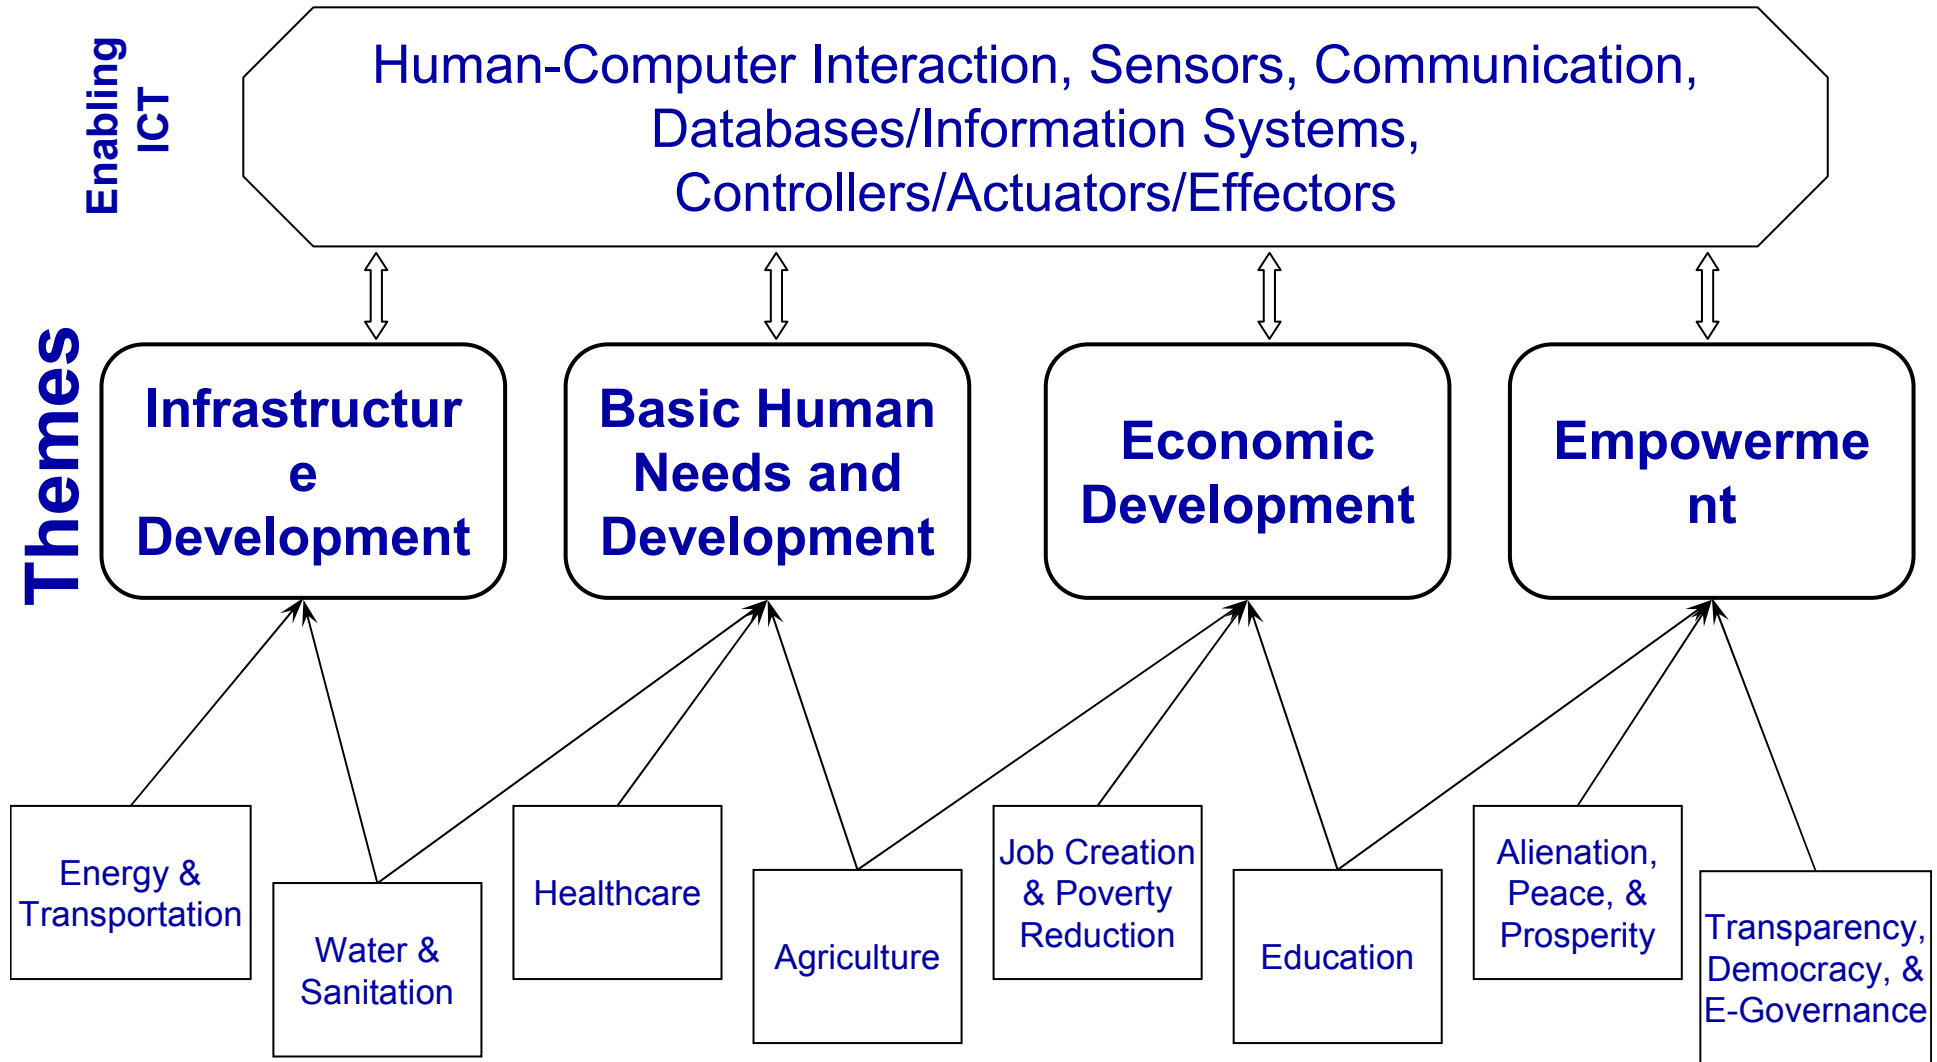 Enabling
ICT
Human-Computer Interaction, Sensors, Communication,
Databases/Information Systems,
Controllers/Actuators/Effectors
Themes
Infrastructur
e
Development
Basic Human
Needs and
Development
Economic
Development
Empowerme
nt
Energy &
Transportation
Water &
Sanitation
Healthcare
Agriculture
Job Creation
& Poverty
Reduction
Education
Alienation,
Peace, &
Prosperity
Transparency,
Democracy, &
E-Governance